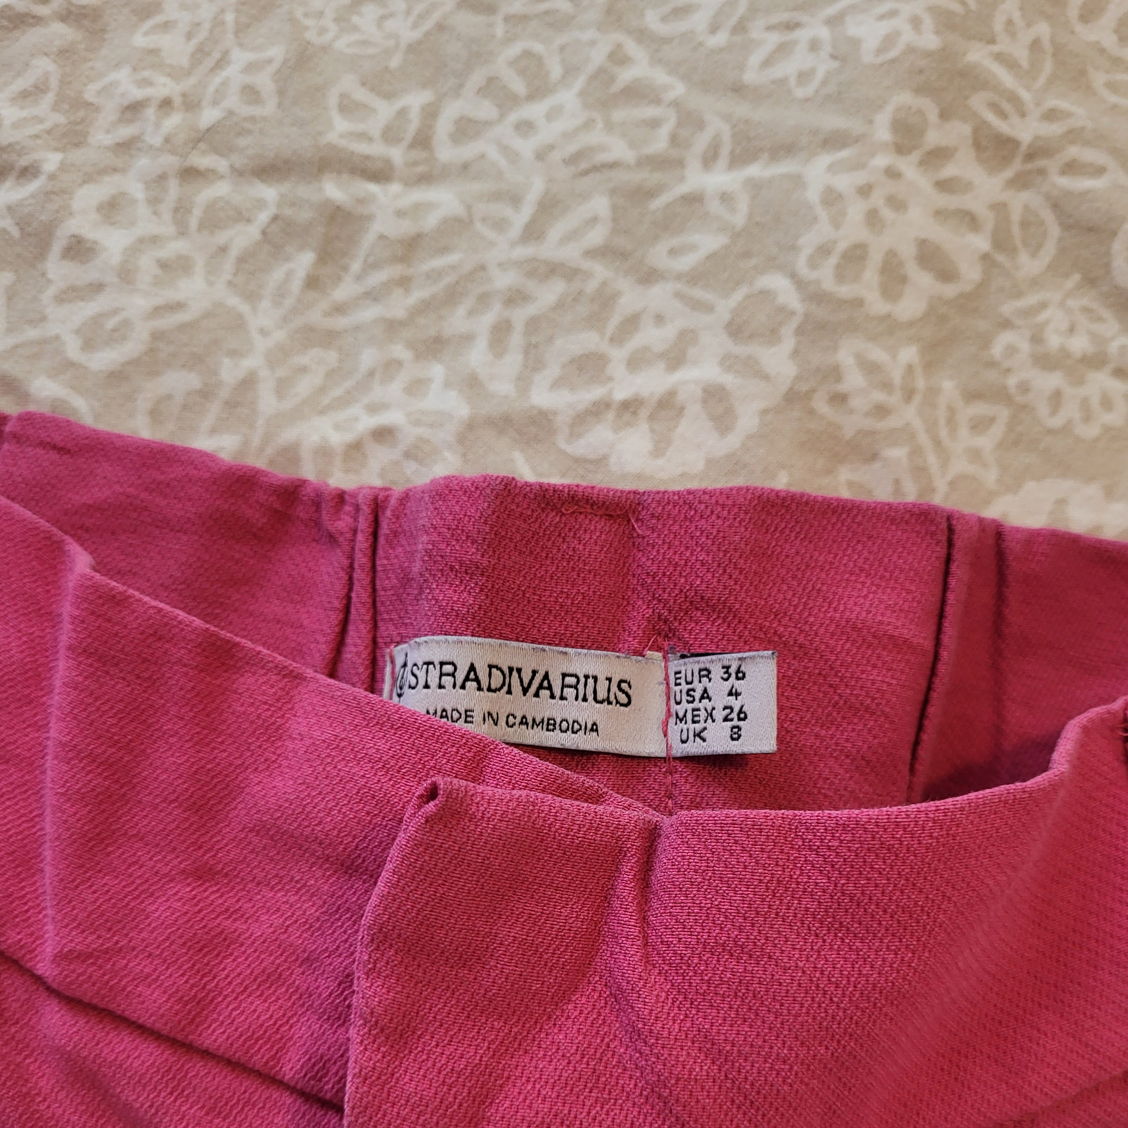 STRADIVARIUS
MADE IN CAMBODIA
EUR 36
USA 4
MEX 26
UK 8